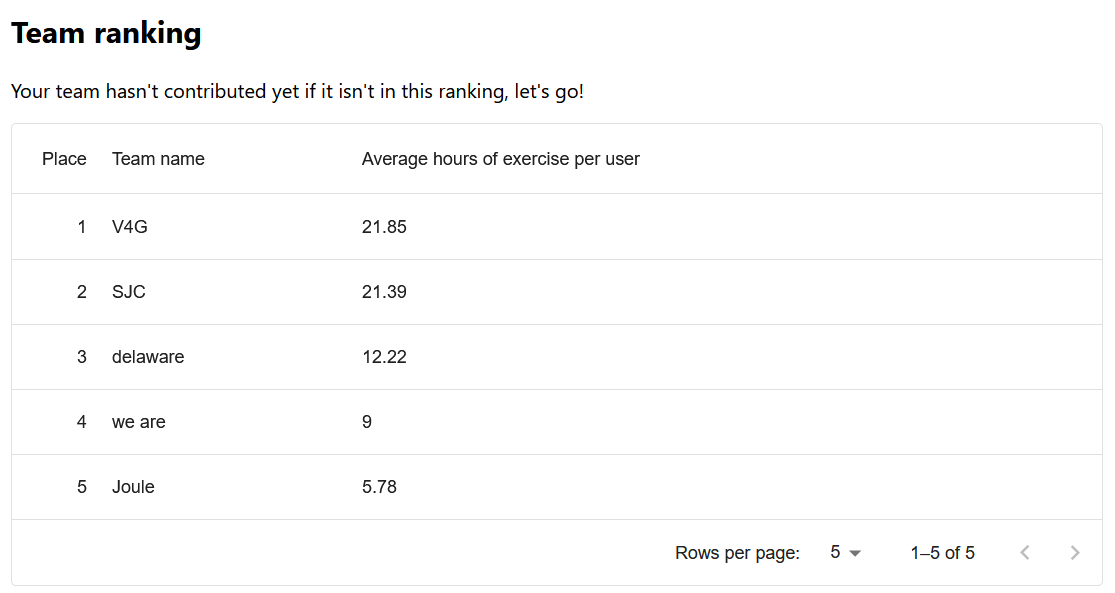 Team ranking
Your team hasn't contributed yet if it isn't in this ranking, let's go!
Place Team name Average hours of exercise per user
1 V4G 21.85
2 SJC 21.39
3 delaware 12.22
4 we are 9
5 Joule 5.78
Rows per page: 5 1–5 of 5